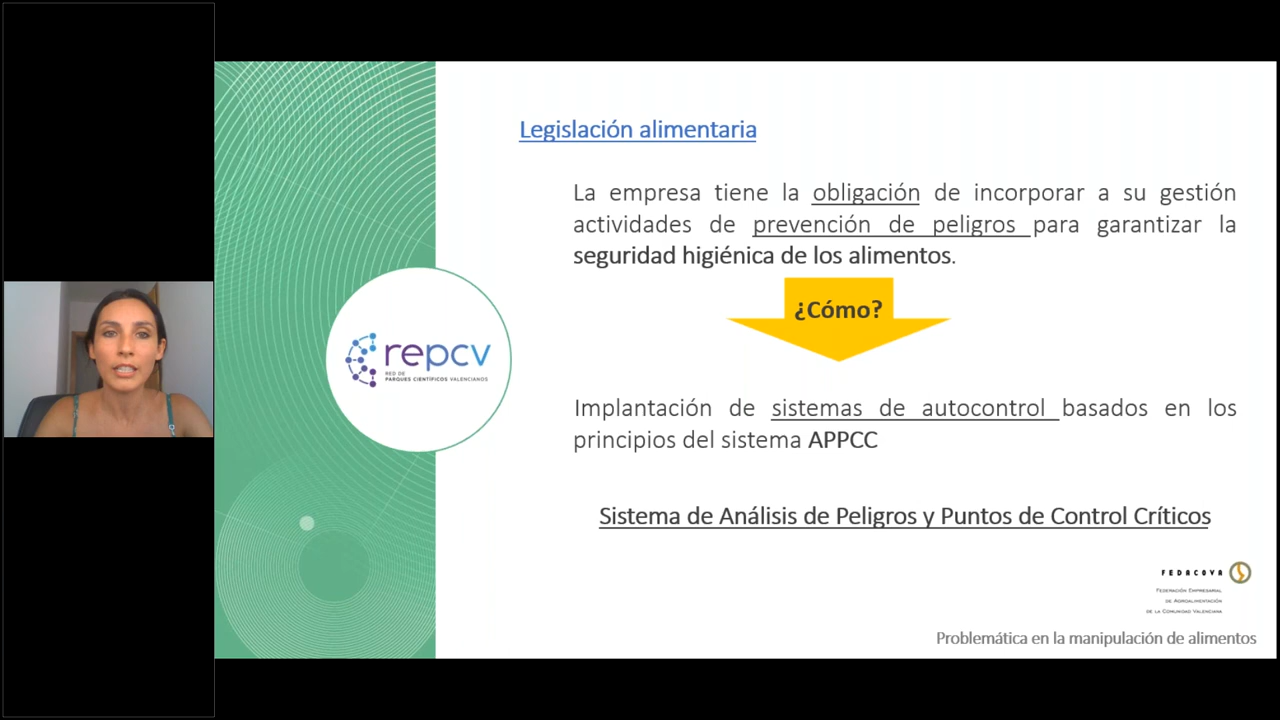 Legislación alimentaria
La empresa tiene la obligación de incorporar a su gestión
actividades de prevención de peligros para garantizar la
seguridad higiénica de los alimentos.
¿Cómo?
repcv
RED DE
PARQUES CIENTÍFICOS VALENCIANOS
Implantación de sistemas de autocontrol basados en los
principios del sistema APPCC
Sistema de Análisis de Peligros y Puntos de Control Críticos
FEDACOVA
FEDERACIÓN EMPRESARIAL
DE AGROALIMENTACIÓN
DE LA COMUNIDAD VALENCIANA
Problemática en la manipulación de alimentos